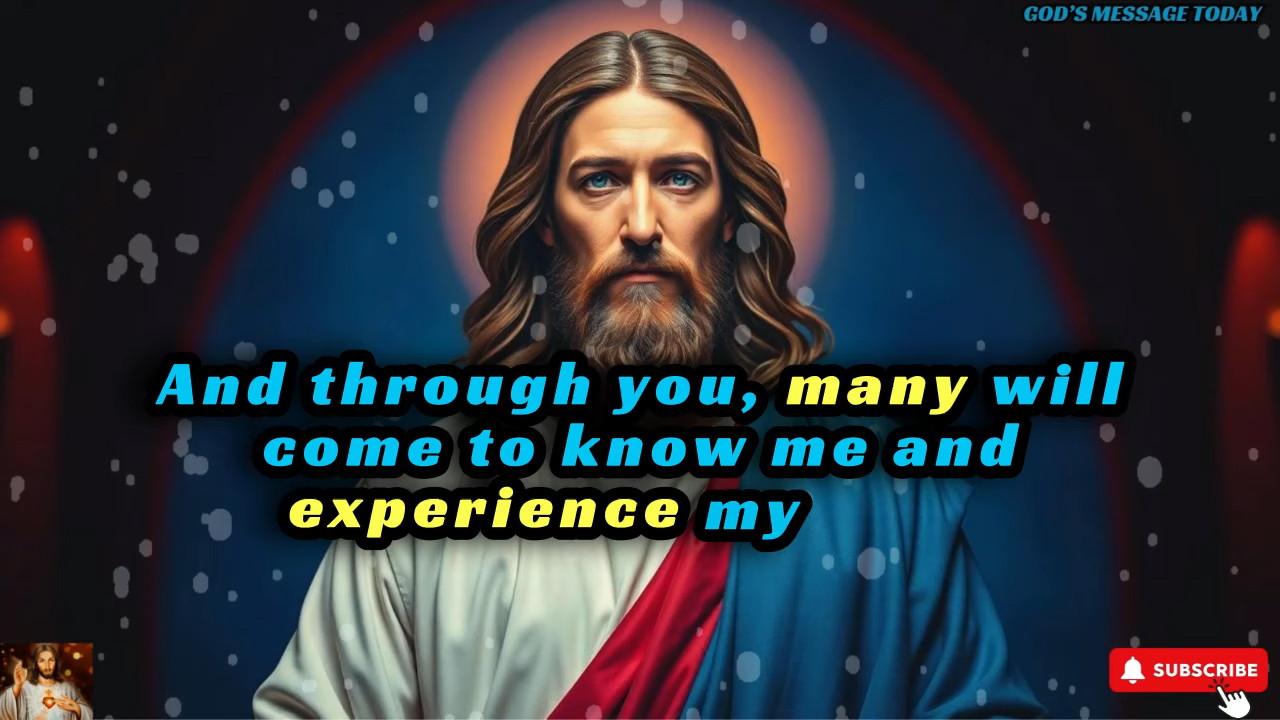 GOD'S MESSAGE TODAY
And through you, many will
come to know me and
experience my
SUBSCRIBE